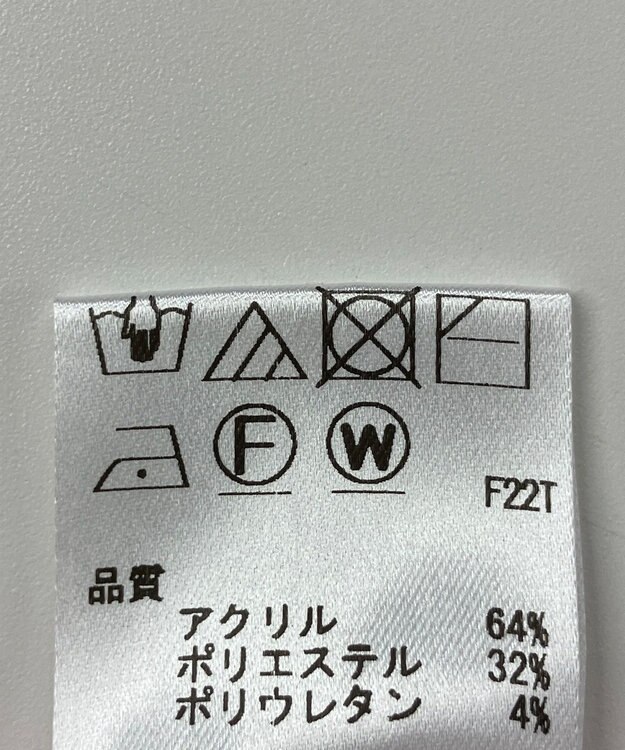 F W F22T
品質
アクリル 64%
ポリエステル 32%
ポリウレタン 4%